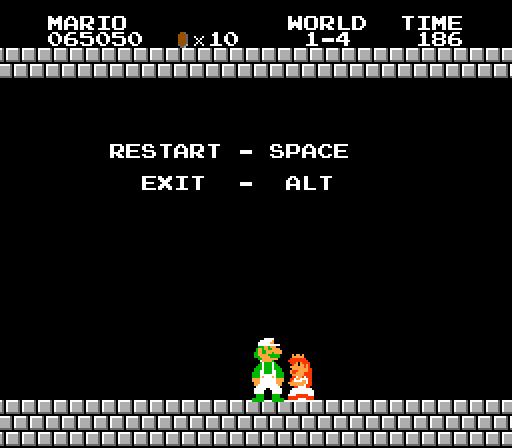 MARIO WORLD TIME
065050 ×10 1-4 186
RESTART - SPACE
EXIT - ALT